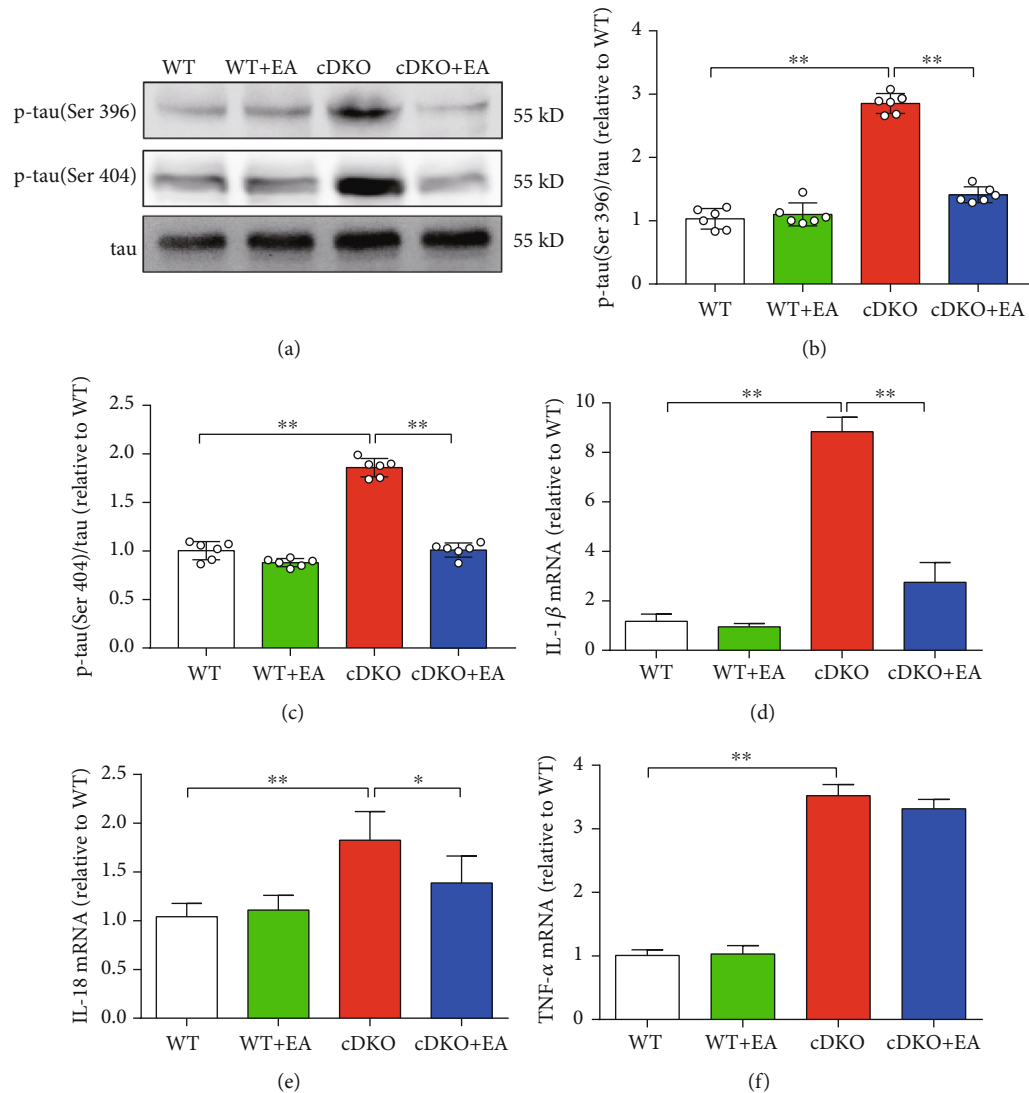 WT WT+EA cDKO cDKO+EA
p-tau(Ser 396) 55 kD
p-tau(Ser 404) 55 kD
tau 55 kD
(a)
p-tau(Ser 396)/tau (relative to WT)
4
3
2
1
0
** **
WT WT+EA cDKO cDKO+EA
(b)
p-tau(Ser 404)/tau (relative to WT)
2.5
2.0
1.5
1.0
0.5
0.0
** **
WT WT+EA cDKO cDKO+EA
(c)
IL-1β mRNA (relative to WT)
10
8
6
4
2
0
** **
WT WT+EA cDKO cDKO+EA
(d)
IL-18 mRNA (relative to WT)
2.5
2.0
1.5
1.0
0.5
0.0
** *
WT WT+EA cDKO cDKO+EA
(e)
TNF-α mRNA (relative to WT)
4
3
2
1
0
**
WT WT+EA cDKO cDKO+EA
(f)